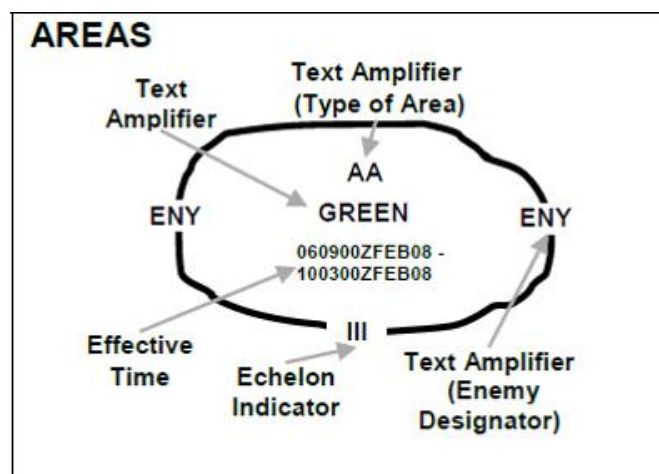 AREAS
Text Amplifier
(Type of Area)
Text
Amplifier
AA
ENY
GREEN
ENY
060900ZFEB08 -
100300ZFEB08
III
Effective
Time
Echelon
Indicator
Text Amplifier
(Enemy
Designator)